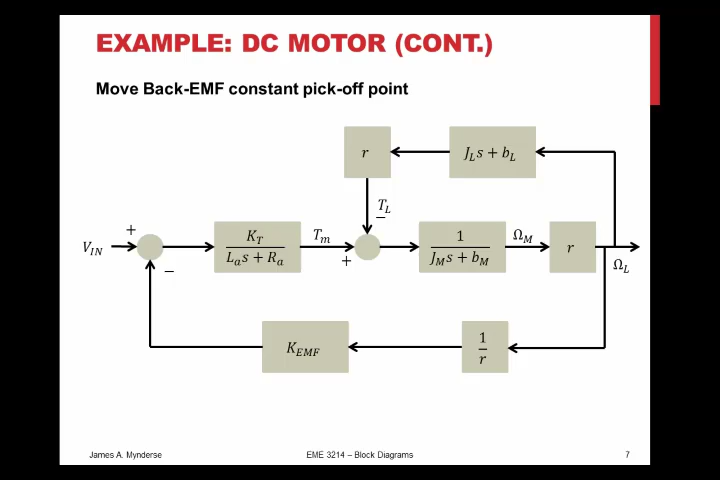 EXAMPLE: DC MOTOR (CONT.)
Move Back-EMF constant pick-off point
r
J_L s + b_L
T_L
−
+
V_IN
−
K_T / (L_a s + R_a)
T_m
+
1 / (J_M s + b_M)
Ω_M
r
Ω_L
K_EMF
1 / r
James A. Mynderse
EME 3214 – Block Diagrams
7